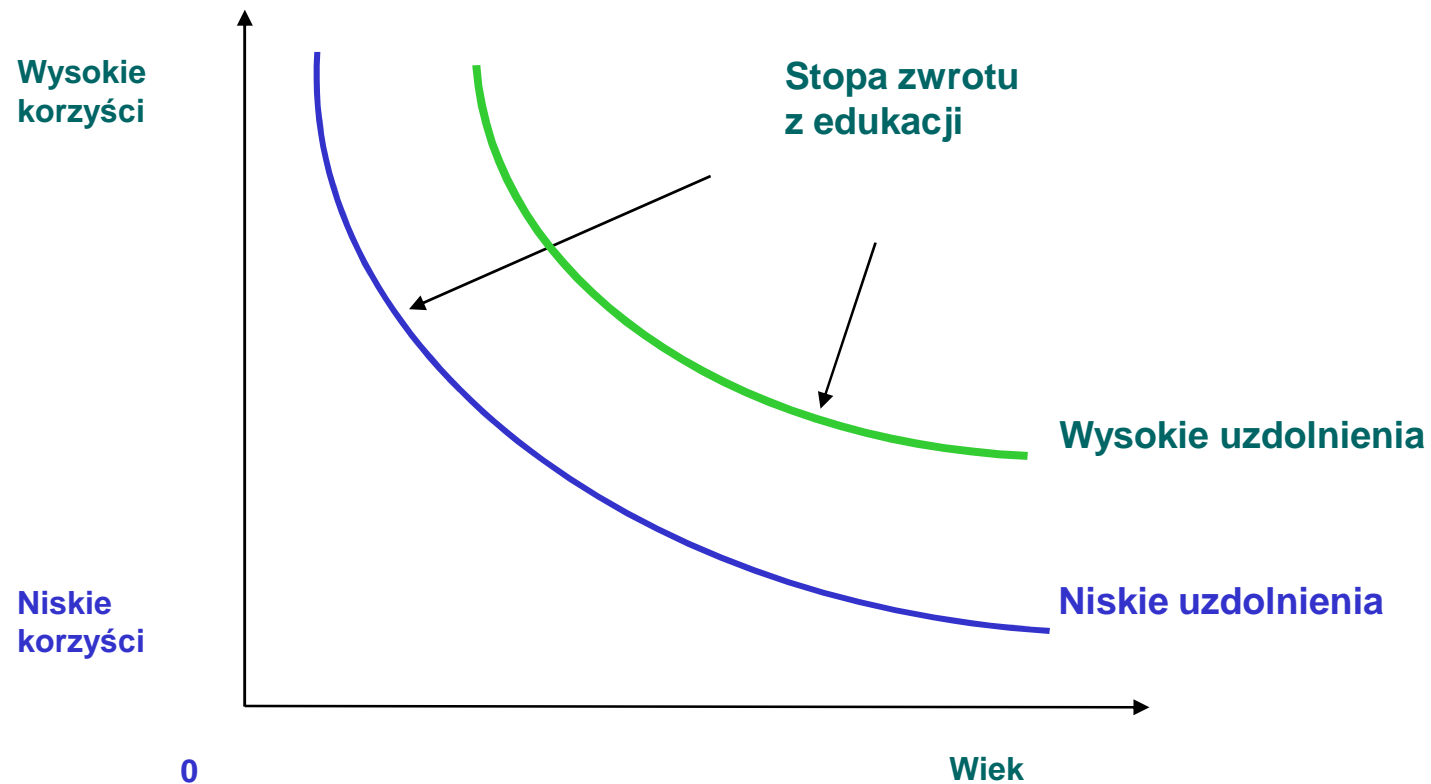 Wysokie
korzyści
Stopa zwrotu
z edukacji
Wysokie uzdolnienia
Niskie
korzyści
Niskie uzdolnienia
0
Wiek